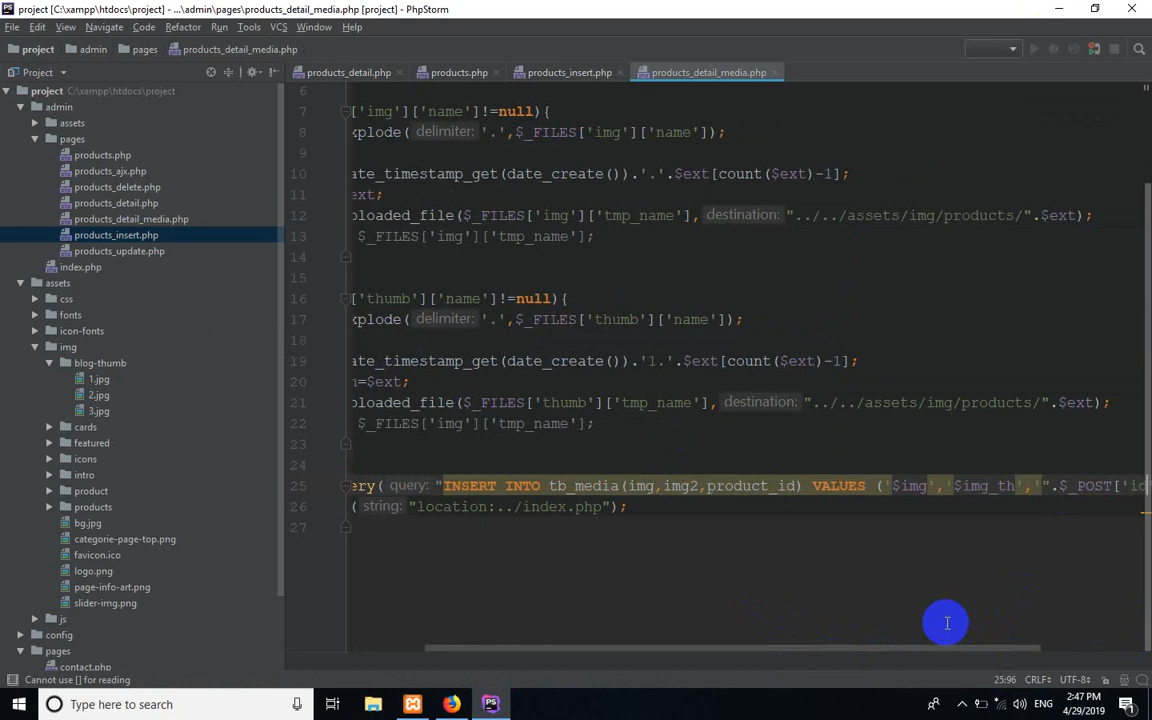 project [C:\xampp\htdocs\project] - ...\admin\pages\products_detail_media.php [project] - PhpStorm
File Edit View Navigate Code Refactor Run Tools VCS Window Help
project admin pages products_detail_media.php
Project
products_detail.php products.php products_insert.php products_detail_media.php
project C:\xampp\htdocs\project
admin
assets
pages
products.php
products_ajx.php
products_delete.php
products_detail.php
products_detail_media.php
products_insert.php
products_update.php
index.php
assets
css
fonts
icon-fonts
img
blog-thumb
1.jpg
2.jpg
3.jpg
cards
featured
icons
intro
product
products
bg.jpg
categorie-page-top.png
favicon.ico
logo.png
page-info-art.png
slider-img.png
js
config
pages
contact.php
6
7 ['img']['name']!=null){
8 xplode( delimiter: '.',$_FILES['img']['name']);
9
10 ate_timestamp_get(date_create()).'.'.$ext[count($ext)-1];
11 ext;
12 ploaded_file($_FILES['img']['tmp_name'], destination: "../../assets/img/products/".$ext);
13 $_FILES['img']['tmp_name'];
14
15
16 ['thumb']['name']!=null){
17 xplode( delimiter: '.',$_FILES['thumb']['name']);
18
19 ate_timestamp_get(date_create()).'1.'.$ext[count($ext)-1];
20 h=$ext;
21 ploaded_file($_FILES['thumb']['tmp_name'], destination: "../../assets/img/products/".$ext);
22 $_FILES['img']['tmp_name'];
23
24
25 ery( query: "INSERT INTO tb_media(img,img2,product_id) VALUES ('$img','$img_th','".$_POST['id'
26 ( string: "location:../index.php");
27
Cannot use [] for reading 25:96 CRLF UTF-8
Type here to search
ENG
2:47 PM
4/29/2019
1